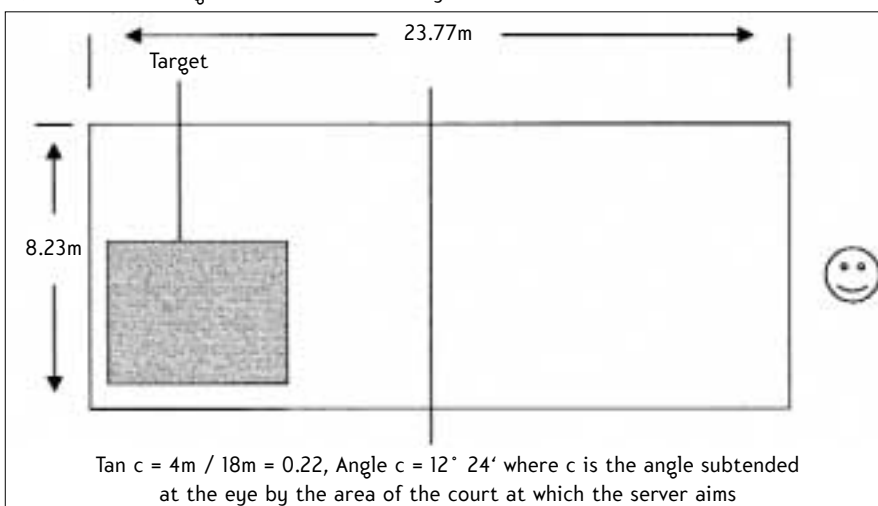 23.77m
Target
8.23m
Tan c = 4m / 18m = 0.22, Angle c = 12° 24‘ where c is the angle subtended
at the eye by the area of the court at which the server aims